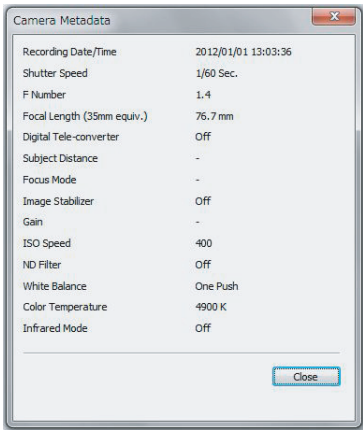 Camera Metadata
Recording Date/Time 2012/01/01 13:03:36
Shutter Speed 1/60 Sec.
F Number 1.4
Focal Length (35mm equiv.) 76.7 mm
Digital Tele-converter Off
Subject Distance -
Focus Mode -
Image Stabilizer Off
Gain -
ISO Speed 400
ND Filter Off
White Balance One Push
Color Temperature 4900 K
Infrared Mode Off
Close